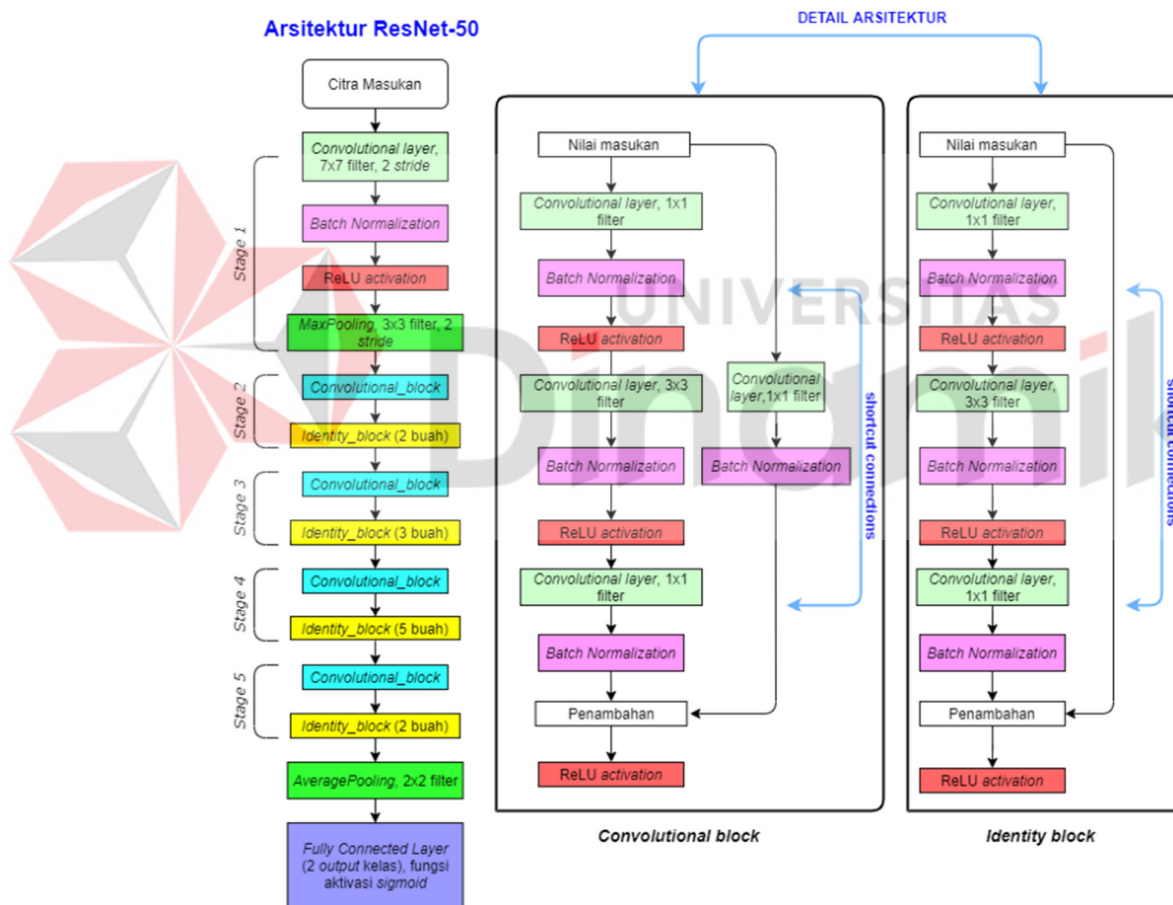 Arsitektur ResNet-50
DETAIL ARSITEKTUR
Citra Masukan
Convolutional layer,
7x7 filter, 2 stride
Batch Normalization
ReLU activation
MaxPooling, 3x3 filter, 2
stride
Stage 1
Convolutional_block
Identity_block (2 buah)
Stage 2
Convolutional_block
Identity_block (3 buah)
Stage 3
Convolutional_block
Identity_block (5 buah)
Stage 4
Convolutional_block
Identity_block (2 buah)
Stage 5
AveragePooling, 2x2 filter
Fully Connected Layer
(2 output kelas), fungsi
aktivasi sigmoid
Nilai masukan
Convolutional layer, 1x1
filter
Batch Normalization
ReLU activation
Convolutional layer, 3x3
filter
Batch Normalization
ReLU activation
Convolutional layer, 1x1
filter
Batch Normalization
Penambahan
ReLU activation
Convolutional
layer,1x1 filter
Batch Normalization
shortcut connections
Convolutional block
Nilai masukan
Convolutional layer,
1x1 filter
Batch Normalization
ReLU activation
Convolutional layer,
3x3 filter
Batch Normalization
ReLU activation
Convolutional layer,
1x1 filter
Batch Normalization
Penambahan
ReLU activation
shortcut connections
Identity block
UNIVERSITAS
Dinamik